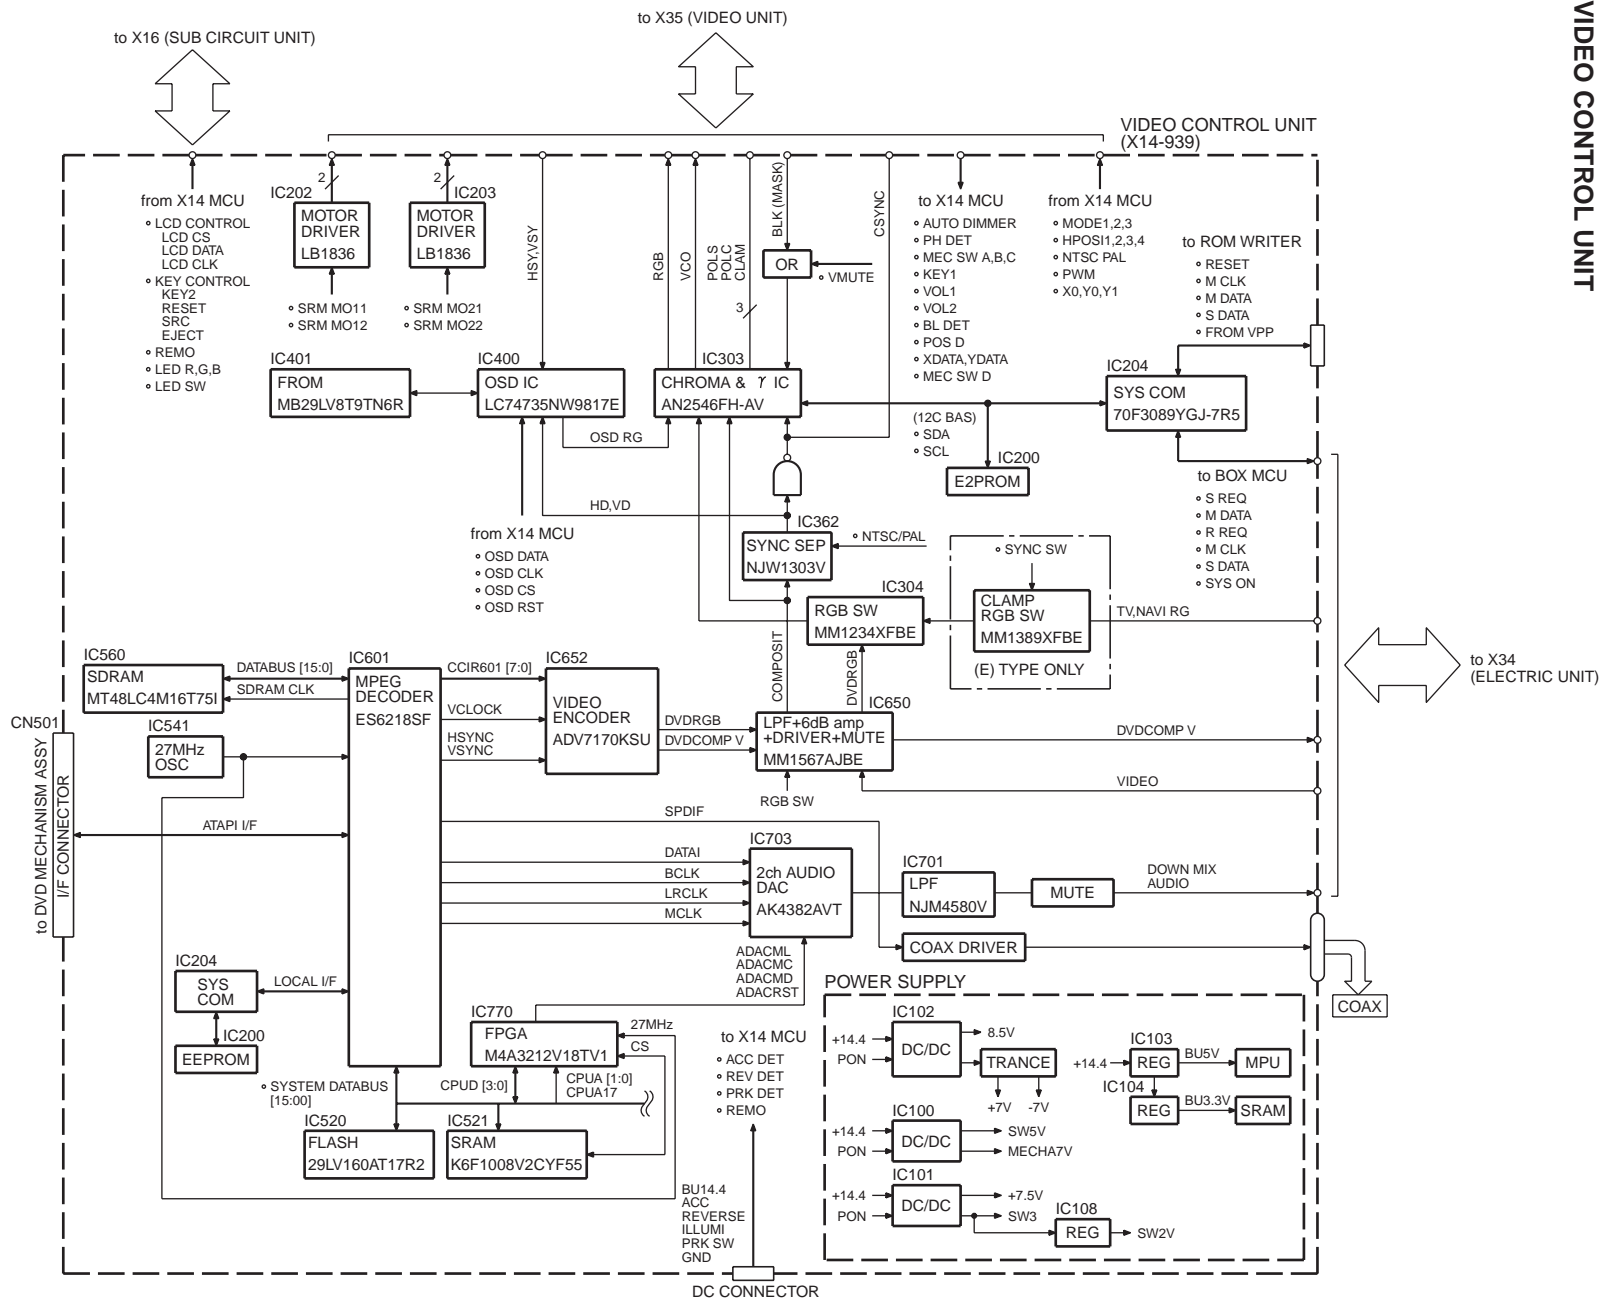 to X35 (VIDEO UNIT)
to X16 (SUB CIRCUIT UNIT)
VIDEO CONTROL UNIT
VIDEO CONTROL UNIT
(X14-939)
from X14 MCU
LCD CONTROL
LCD CS
LCD DATA
LCD CLK
KEY CONTROL
KEY2
RESET
SRC
EJECT
REMO
LED R,G,B
LED SW
2
IC202
MOTOR
DRIVER
LB1836
SRM MO11
SRM MO12
2
IC203
MOTOR
DRIVER
LB1836
SRM MO21
SRM MO22
HSY,VSY
RGB
VCO
POLS
POLC
CLAM
3
BLK (MASK)
OR
VMUTE
CSYNC
to X14 MCU
AUTO DIMMER
PH DET
MEC SW A,B,C
KEY1
VOL1
VOL2
BL DET
POS D
XDATA,YDATA
MEC SW D
from X14 MCU
MODE1,2,3
HPOSI1,2,3,4
NTSC PAL
PWM
X0,Y0,Y1
to ROM WRITER
RESET
M CLK
M DATA
S DATA
FROM VPP
IC401
FROM
MB29LV8T9TN6R
IC400
OSD IC
LC74735NW9817E
IC303
CHROMA & γ IC
AN2546FH-AV
IC204
SYS COM
70F3089YGJ-7R5
OSD RG
(12C BAS)
SDA
SCL
IC200
E2PROM
to BOX MCU
S REQ
M DATA
R REQ
M CLK
S DATA
SYS ON
HD,VD
from X14 MCU
OSD DATA
OSD CLK
OSD CS
OSD RST
IC362
SYNC SEP
NJW1303V
NTSC/PAL
SYNC SW
CLAMP
RGB SW
MM1389XFBE
(E) TYPE ONLY
TV,NAVI RG
IC304
RGB SW
MM1234XFBE
COMPOSIT
DVDRGB
to X34
(ELECTRIC UNIT)
IC560
SDRAM
MT48LC4M16T75I
DATABUS [15:0]
SDRAM CLK
IC601
MPEG
DECODER
ES6218SF
CCIR601 [7:0]
VCLOCK
HSYNC
VSYNC
IC652
VIDEO
ENCODER
ADV7170KSU
DVDRGB
DVDCOMP V
IC650
LPF+6dB amp
+DRIVER+MUTE
MM1567AJBE
RGB SW
DVDCOMP V
VIDEO
CN501
to DVD MECHANISM ASSY
I/F CONNECTOR
IC541
27MHz
OSC
ATAPI I/F
SPDIF
DATAI
BCLK
LRCLK
MCLK
IC703
2ch AUDIO
DAC
AK4382AVT
IC701
LPF
NJM4580V
MUTE
DOWN MIX
AUDIO
COAX DRIVER
COAX
ADACML
ADACMC
ADACMD
ADACRST
IC204
SYS
COM
LOCAL I/F
IC200
EEPROM
IC770
FPGA
M4A3212V18TV1
27MHz
CS
SYSTEM DATABUS
[15:00]
CPUD [3:0]
CPUA [1:0]
CPUA17
IC520
FLASH
29LV160AT17R2
IC521
SRAM
K6F1008V2CYF55
to X14 MCU
ACC DET
REV DET
PRK DET
REMO
BU14.4
ACC
REVERSE
ILLUMI
PRK SW
GND
DC CONNECTOR
POWER SUPPLY
IC102
+14.4
PON
DC/DC
8.5V
TRANCE
+7V
-7V
IC103
+14.4
REG
BU5V
MPU
IC104
REG
BU3.3V
SRAM
IC100
+14.4
PON
DC/DC
SW5V
MECHA7V
IC101
+14.4
PON
DC/DC
+7.5V
SW3
IC108
REG
SW2V